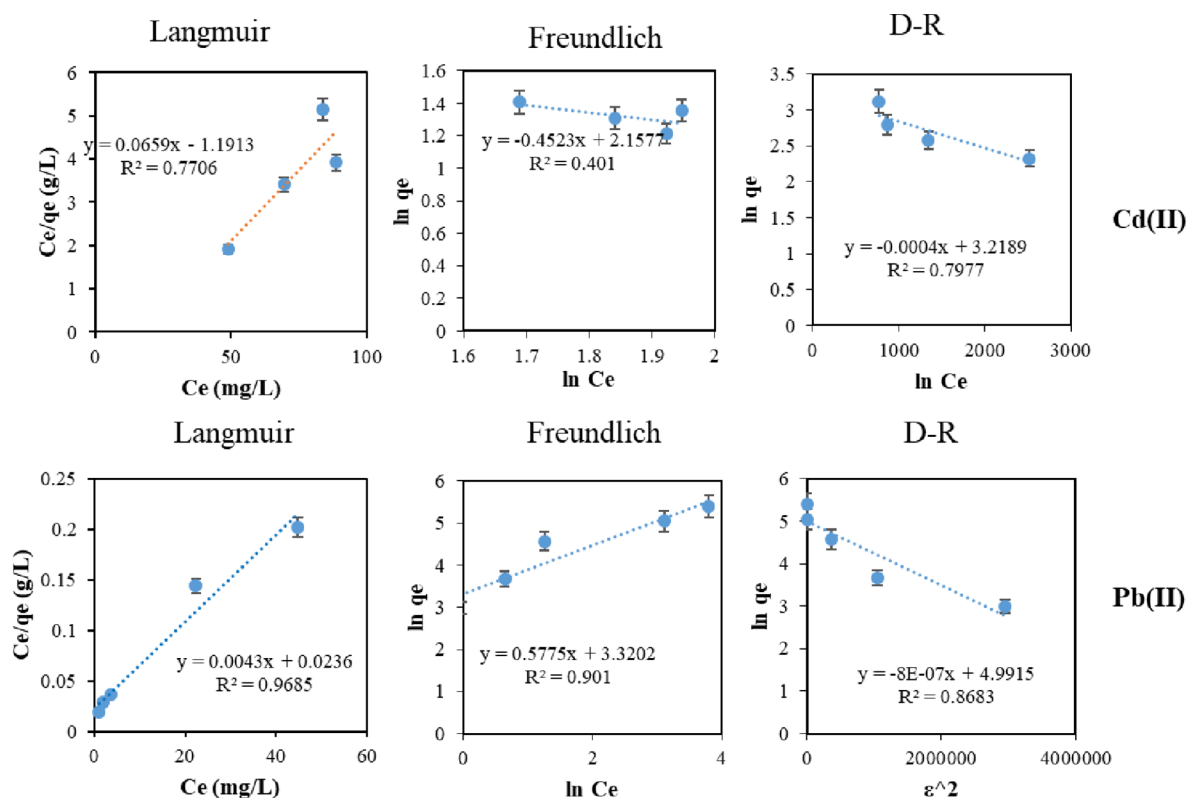 Langmuir
Ce/qe (g/L)
6
5
4
3
2
1
0
y = 0.0659x - 1.1913
R² = 0.7706
0
50
100
Ce (mg/L)
Freundlich
ln qe
1.6
1.4
1.2
1
0.8
0.6
0.4
0.2
0
y = -0.4523x + 2.1577
R² = 0.401
1.6
1.7
1.8
1.9
2
ln Ce
D-R
ln qe
3.5
3
2.5
2
1.5
1
0.5
0
y = -0.0004x + 3.2189
R² = 0.7977
0
1000
2000
3000
ln Ce
Cd(II)
Langmuir
Ce/qe (g/L)
0.25
0.2
0.15
0.1
0.05
0
y = 0.0043x + 0.0236
R² = 0.9685
0
20
40
60
Ce (mg/L)
Freundlich
ln qe
6
5
4
3
2
1
0
y = 0.5775x + 3.3202
R² = 0.901
0
2
4
ln Ce
D-R
ln qe
6
5
4
3
2
1
0
y = -8E-07x + 4.9915
R² = 0.8683
0
2000000
4000000
ε^2
Pb(II)